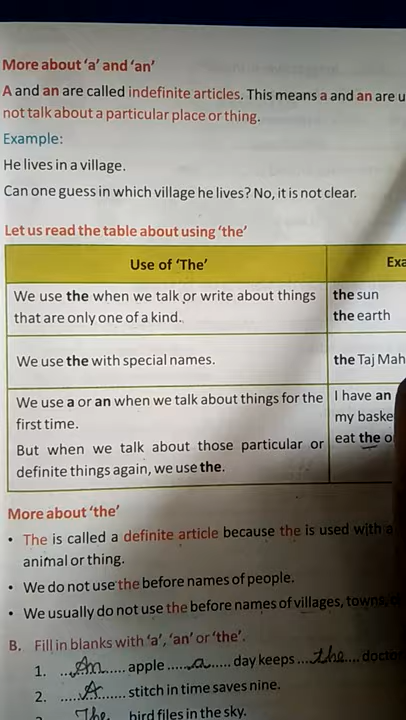 More about 'a' and 'an'
A and an are called indefinite articles. This means a and an are u
not talk about a particular place or thing.
Example:
He lives in a village.
Can one guess in which village he lives? No, it is not clear.
Let us read the table about using 'the'
Use of 'The' Exa
We use the when we talk or write about things the sun
that are only one of a kind. the earth
We use the with special names. the Taj Mah
We use a or an when we talk about things for the I have an
first time. my baske
But when we talk about those particular or eat the o
definite things again, we use the.
More about 'the'
• The is called a definite article because the is used with a
animal or thing.
• We do not use the before names of people.
• We usually do not use the before names of villages, towns,
B. Fill in blanks with 'a', 'an' or 'the'.
1. ...An...... apple .....a..... day keeps ...the.... doctor
2. .....A....... stitch in time saves nine.
The bird files in the sky.